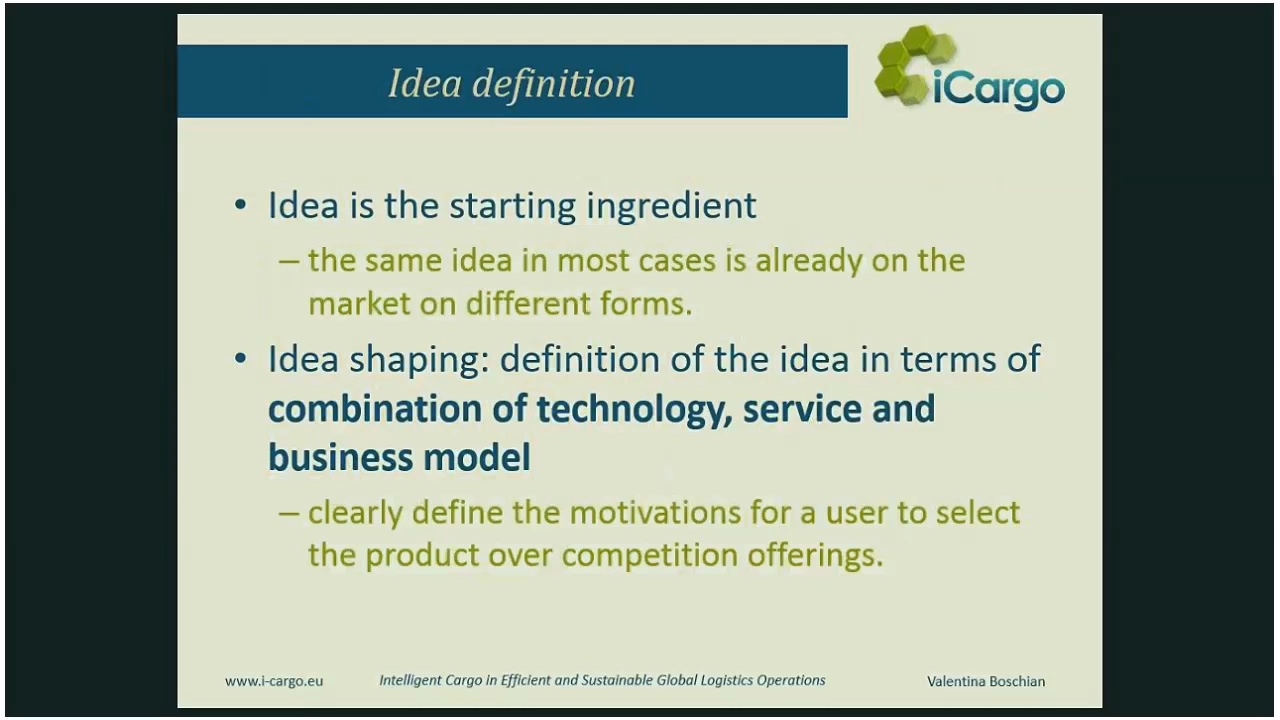 Idea definition
iCargo
• Idea is the starting ingredient
– the same idea in most cases is already on the
market on different forms.
• Idea shaping: definition of the idea in terms of
combination of technology, service and
business model
– clearly define the motivations for a user to select
the product over competition offerings.
www.i-cargo.eu Intelligent Cargo in Efficient and Sustainable Global Logistics Operations Valentina Boschian